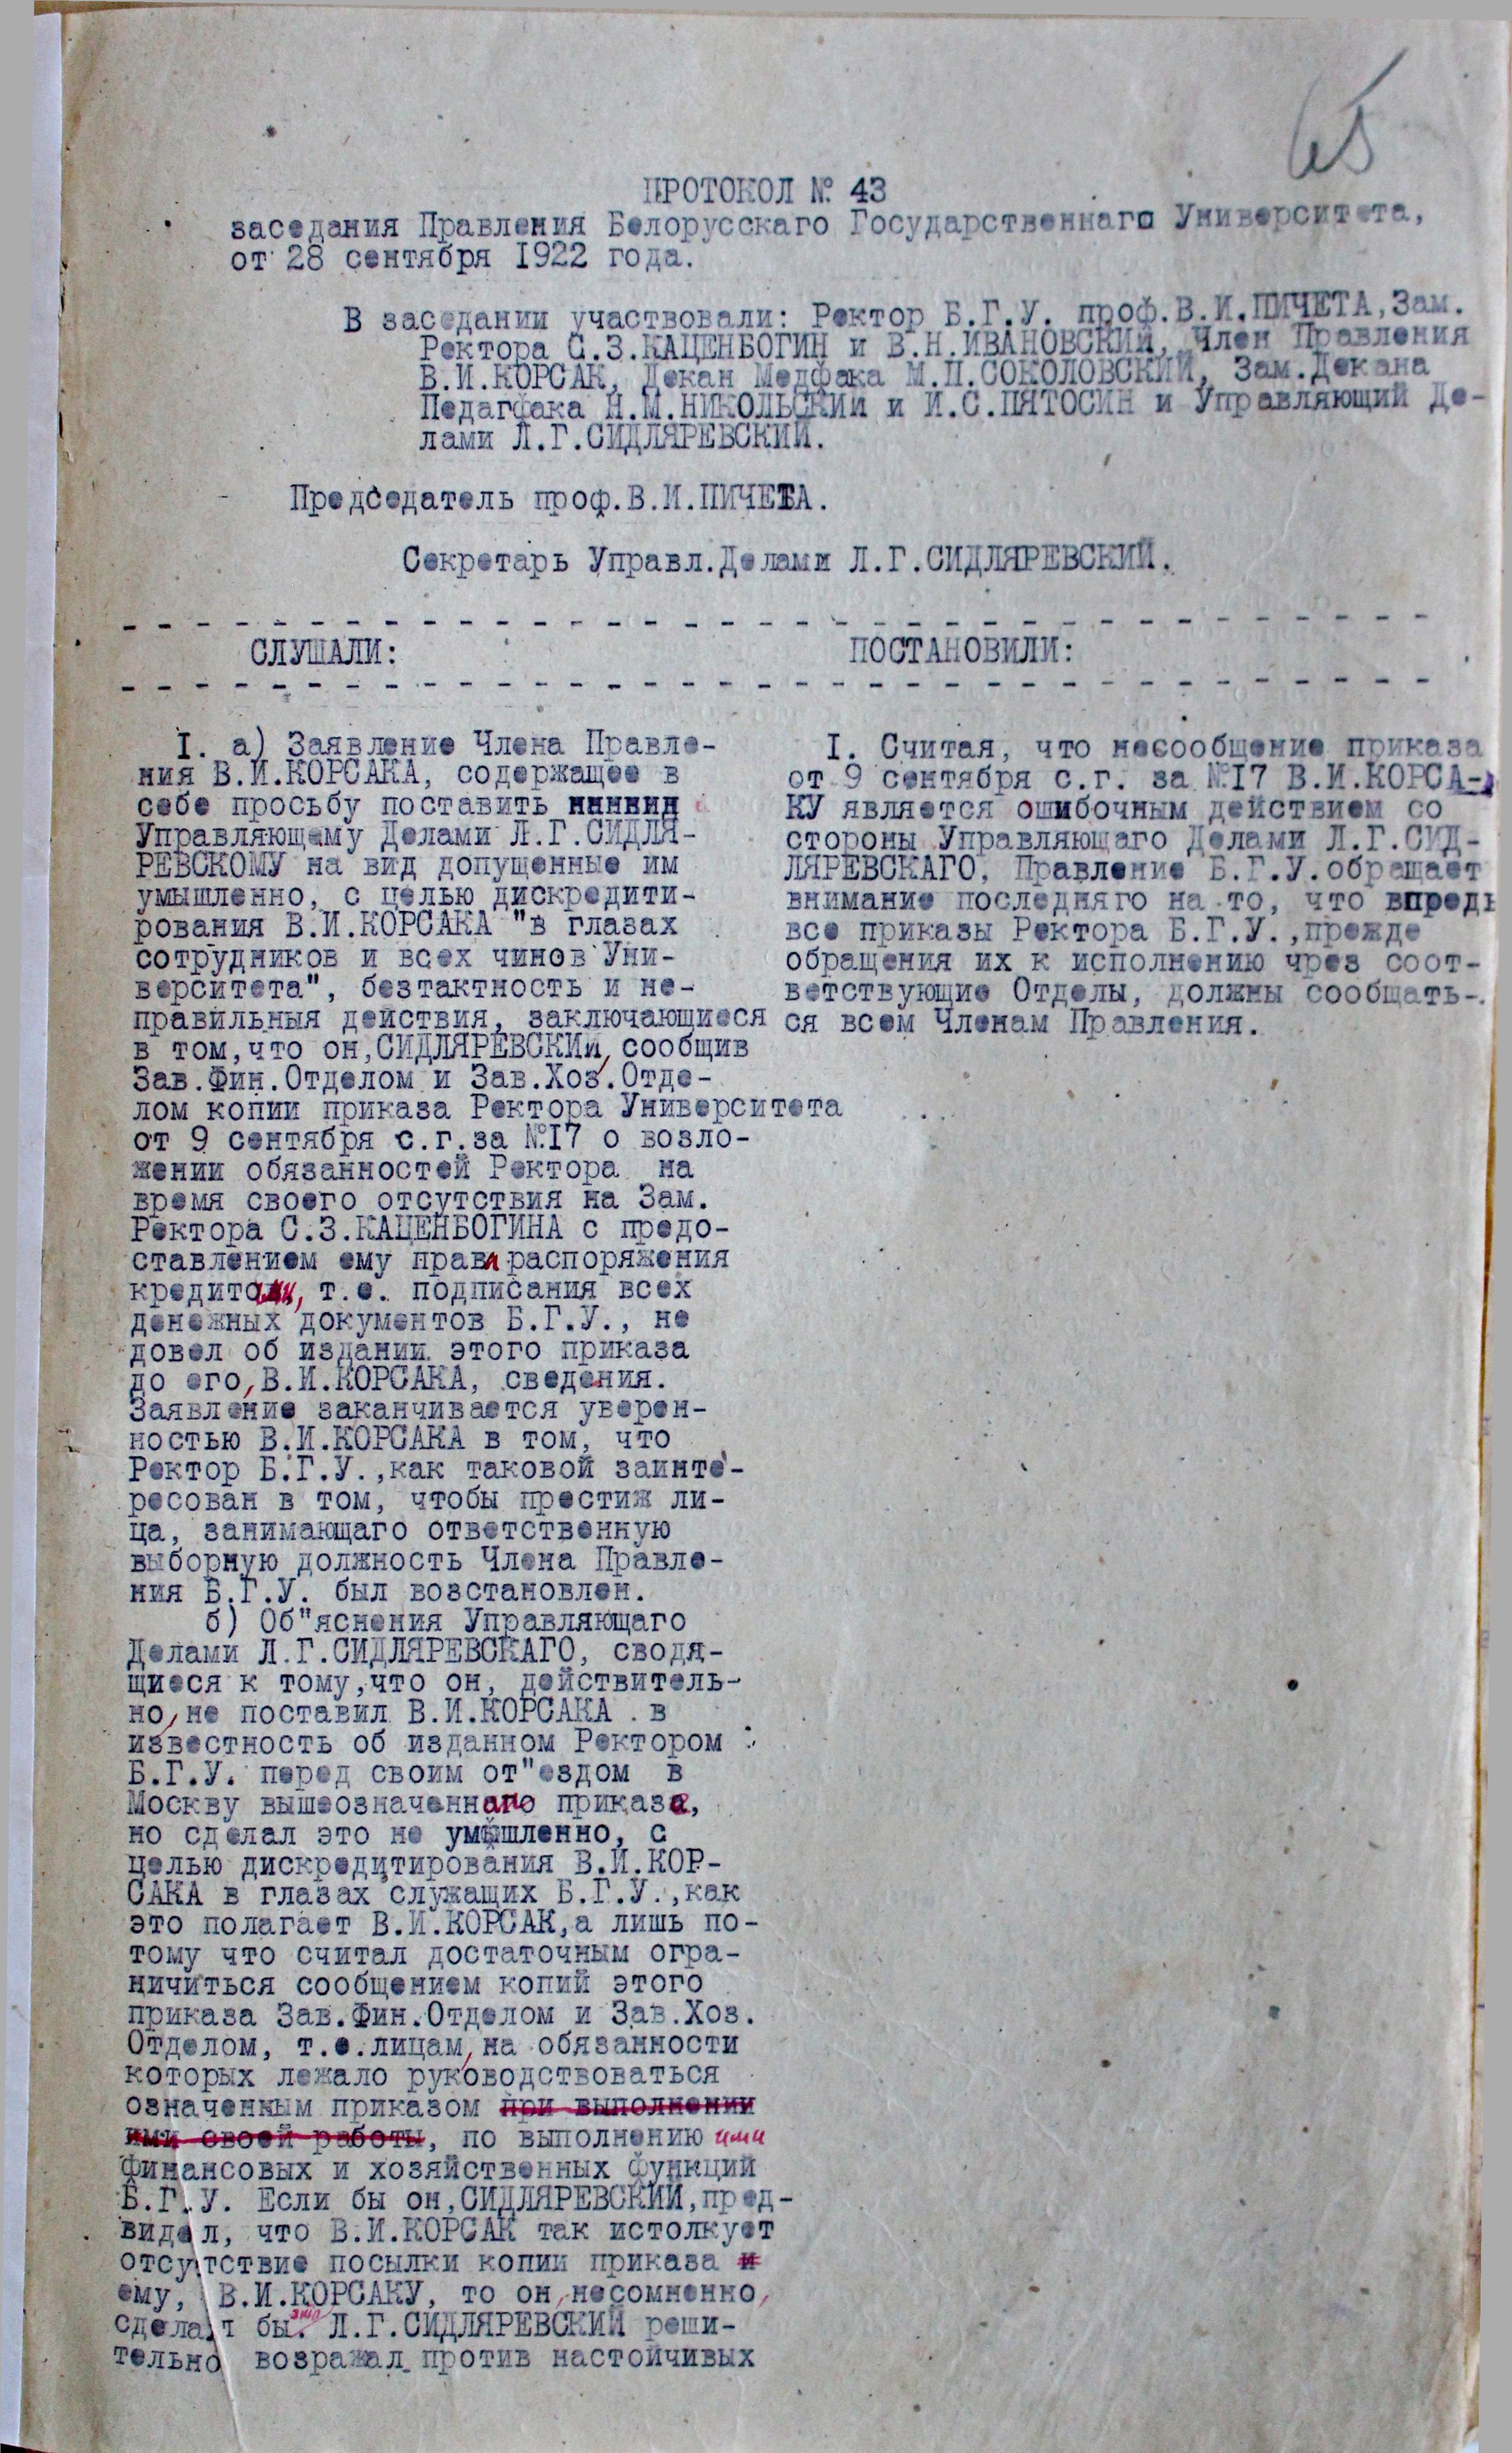 65
ПРОТОКОЛ № 43
заседания Правления Белорусскаго Государственнаго Университета,
от 28 сентября 1922 года.
В заседании участвовали: Ректор Б.Г.У. проф.В.И.ПИЧЕТА,Зам.
Ректора С.З.КАЦЕНБОГИН и В.Н.ИВАНОВСКИЙ, Член Правления
В.И.КОРСАК, Декан Медфака М.П.СОКОЛОВСКИЙ, Зам.Декана
Педагфака Н.М.НИКОЛЬСКИй и И.С.ПЯТОСИН и Управляющий Де-
лами Л.Г.СИДЛЯРЕВСКИЙ.
Председатель проф.В.И.ПИЧЕТА.
Секретарь Управл.Делами Л.Г.СИДЛЯРЕВСКИЙ.
СЛУШАЛИ:
I. а) Заявление Члена Правле-
ния В.И.КОРСАКА, содержащее в
себе просьбу поставить
Управляющему Делами Л.Г.СИДЛЯ-
РЕВСКОМУ на вид допущенные им
умышленно, с целью дискредити-
рования В.И.КОРСАКА "в глазах
сотрудников и всех чинов Уни-
верситета", безтактность и не-
правильныя действия, заключающиеся
в том,что он,СИДЛЯРЕВСКИй, сообщив
Зав.Фин.Отделом и Зав.Хоз.Отде-
лом копии приказа Ректора Университета
от 9 сентября с.г.за №17 о возло-
жении обязанностей Ректора на
время своего отсутствия на Зам.
Ректора С.З.КАЦЕНБОГИНА с предо-
ставлением ему права распоряжения
кредитами, т.е. подписания всех
денежных документов Б.Г.У., не
довел об издании этого приказа
до его, В.И.КОРСАКА, сведения.
Заявление заканчивается уверен-
ностью В.И.КОРСАКА в том, что
Ректор Б.Г.У.,как таковой заинте-
ресован в том, чтобы престиж ли-
ца, занимающаго ответственную
выборную должность Члена Правле-
ния Б.Г.У. был возстановлен.
б) Об"яснения Управляющаго
Делами Л.Г.СИДЛЯРЕВСКАГО, сводя-
щиеся к тому,что он, действитель-
но, не поставил В.И.КОРСАКА в
известность об изданном Ректором
Б.Г.У. перед своим от"ездом в
Москву вышеозначеннаго приказа,
но сделал это не умышленно, с
целью дискредитирования В.И.КОР-
САКА в глазах служащих Б.Г.У.,как
это полагает В.И.КОРСАК,а лишь по-
тому что считал достаточным огра-
ничиться сообщением копий этого
приказа Зав.Фин.Отделом и Зав.Хоз.
Отделом, т.е.лицам, на обязанности
которых лежало руководствоваться
означенным приказом при выполнении
ими своей работы, по выполнению ими
финансовых и хозяйственных функций
Б.Г.У. Если бы он,СИДЛЯРЕВСКИЙ,пред-
видел, что В.И.КОРСАК так истолкует
отсутствие посылки копии приказа и
ему, В.И.КОРСАКУ, то он, несомненно,
сделал бы это. Л.Г.СИДЛЯРЕВСКИЙ реши-
тельно возражал против настойчивых
ПОСТАНОВИЛИ:
I. Считая, что несообщение приказа
от 9 сентября с.г. за №17 В.И.КОРСА-
КУ является ошибочным действием со
стороны Управляющаго Делами Л.Г.СИД-
ЛЯРЕВСКАГО, Правление Б.Г.У.обращает
внимание последняго на то, что впредь
все приказы Ректора Б.Г.У.,прежде
обращения их к исполнению чрез соот-
ветствующие Отделы, должны сообщать-
ся всем Членам Правления.